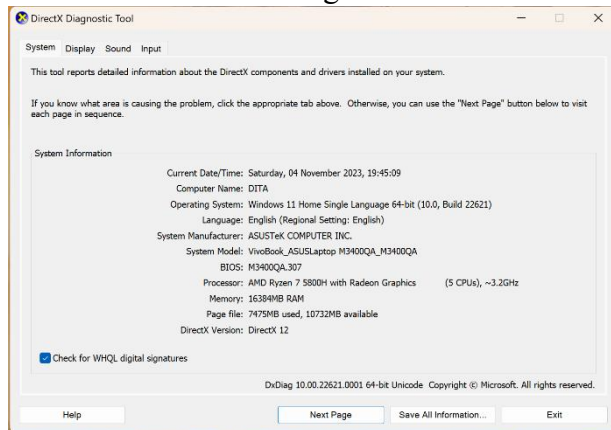 DirectX Diagnostic Tool
System Display Sound Input
This tool reports detailed information about the DirectX components and drivers installed on your system.
If you know what area is causing the problem, click the appropriate tab above. Otherwise, you can use the "Next Page" button below to visit
each page in sequence.
System Information
Current Date/Time: Saturday, 04 November 2023, 19:45:09
Computer Name: DITA
Operating System: Windows 11 Home Single Language 64-bit (10.0, Build 22621)
Language: English (Regional Setting: English)
System Manufacturer: ASUSTeK COMPUTER INC.
System Model: VivoBook_ASUSLaptop M3400QA_M3400QA
BIOS: M3400QA.307
Processor: AMD Ryzen 7 5800H with Radeon Graphics (5 CPUs), ~3.2GHz
Memory: 16384MB RAM
Page file: 7475MB used, 10732MB available
DirectX Version: DirectX 12
Check for WHQL digital signatures
DxDiag 10.00.22621.0001 64-bit Unicode Copyright © Microsoft. All rights reserved.
Help Next Page Save All Information... Exit